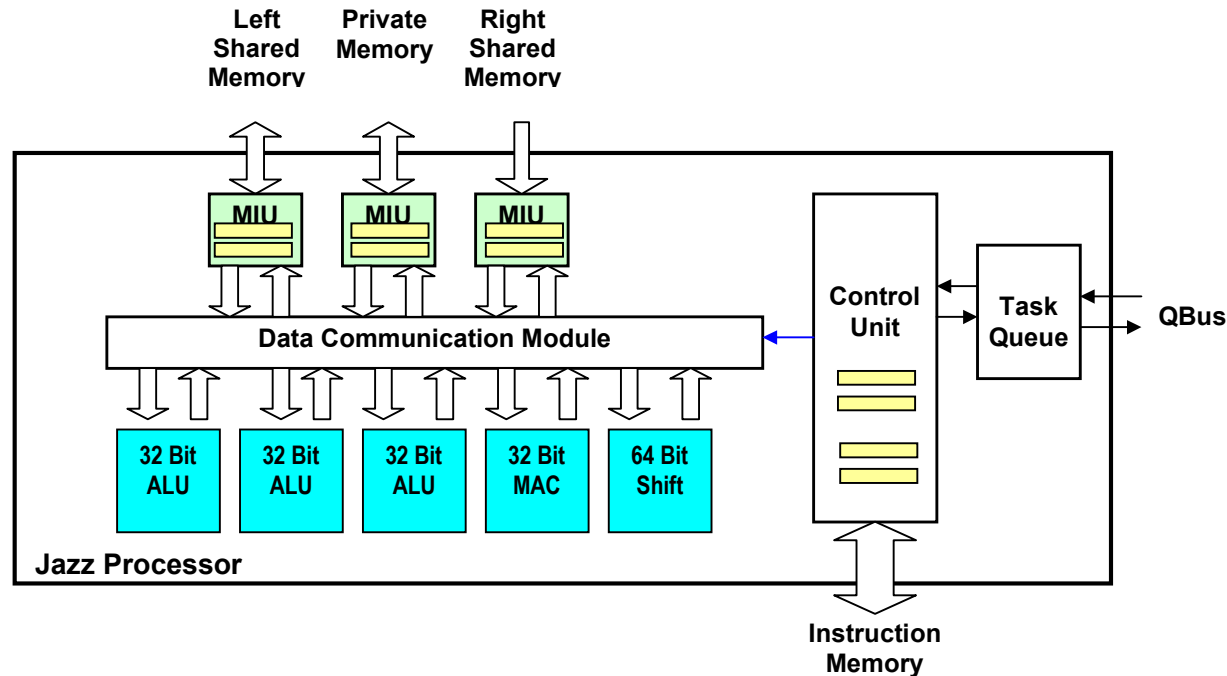 Left
Shared
Memory
Private
Memory
Right
Shared
Memory
MIU
MIU
MIU
Control
Unit
Task
Queue
QBus
Data Communication Module
32 Bit
ALU
32 Bit
ALU
32 Bit
ALU
32 Bit
MAC
64 Bit
Shift
Jazz Processor
Instruction
Memory